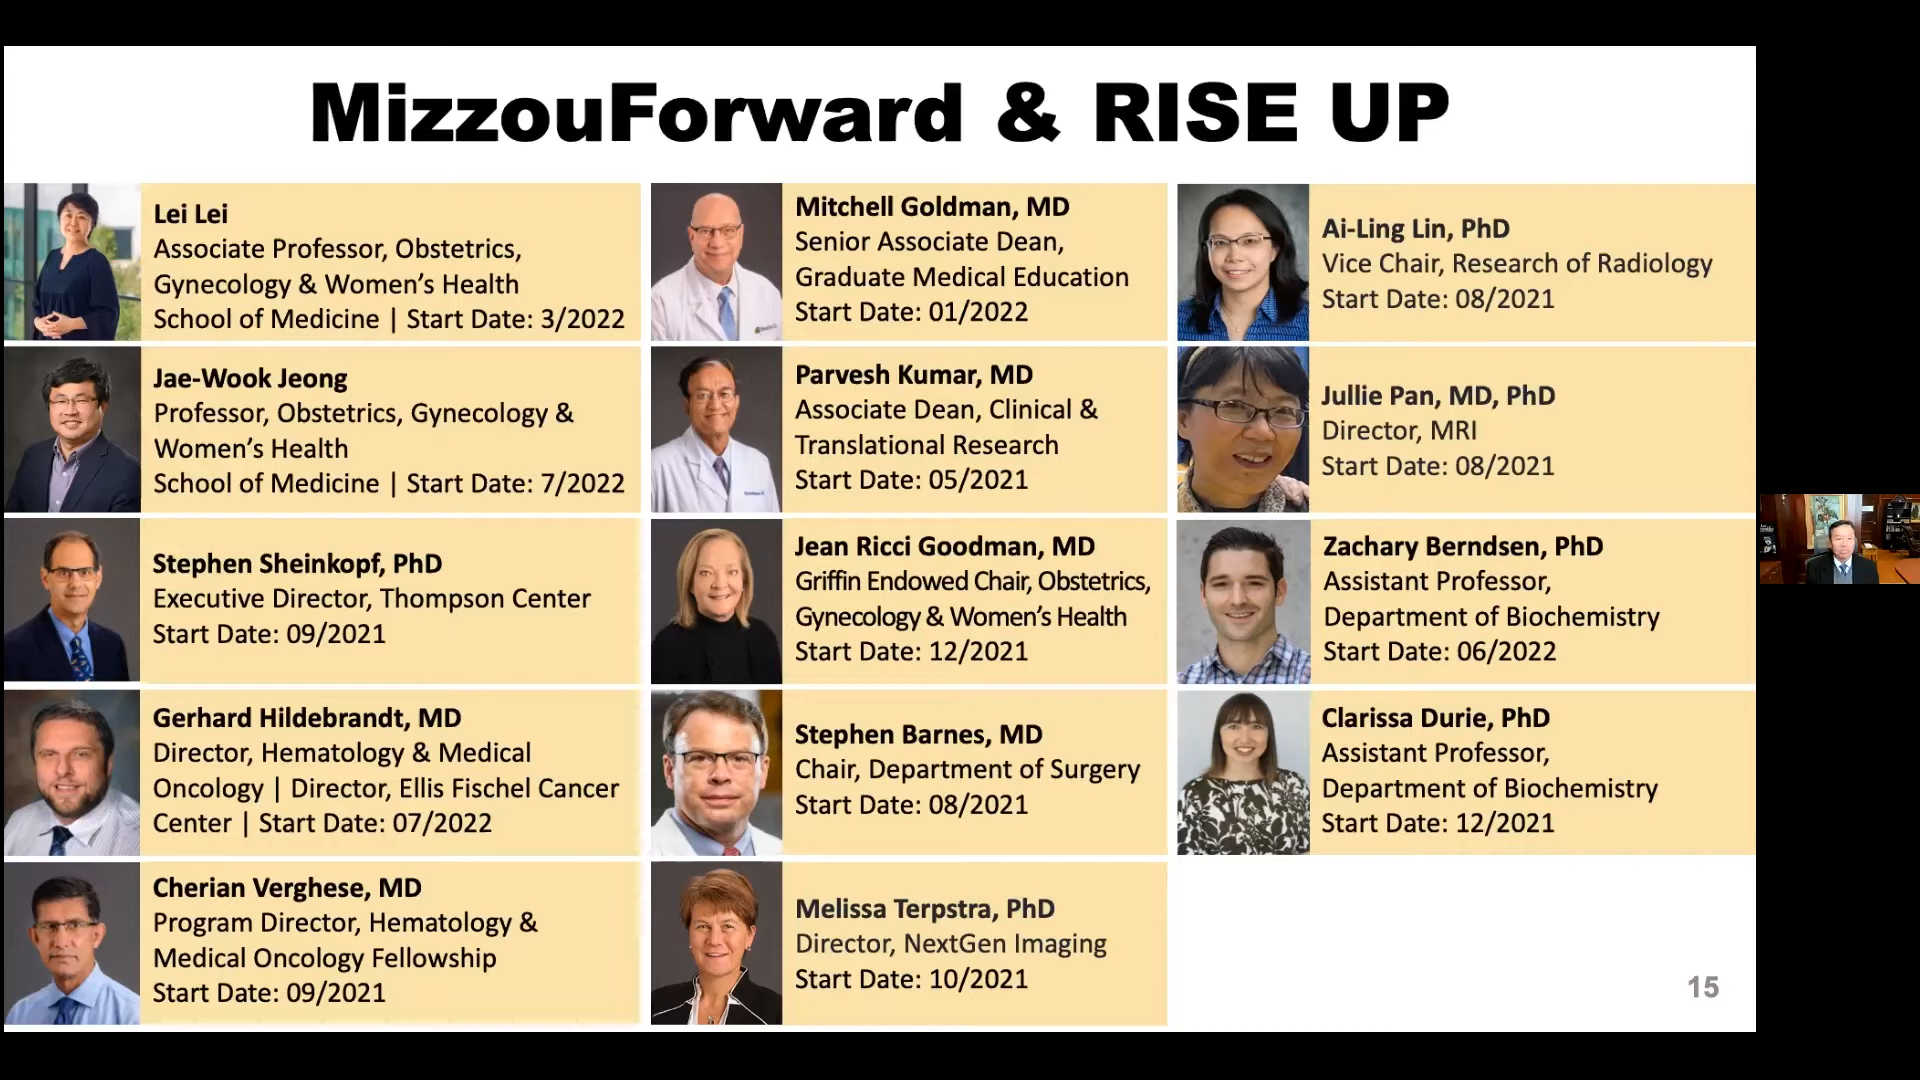 MizzouForward & RISE UP
Lei Lei
Associate Professor, Obstetrics,
Gynecology & Women's Health
School of Medicine | Start Date: 3/2022
Jae-Wook Jeong
Professor, Obstetrics, Gynecology &
Women's Health
School of Medicine | Start Date: 7/2022
Stephen Sheinkopf, PhD
Executive Director, Thompson Center
Start Date: 09/2021
Gerhard Hildebrandt, MD
Director, Hematology & Medical
Oncology | Director, Ellis Fischel Cancer
Center | Start Date: 07/2022
Cherian Verghese, MD
Program Director, Hematology &
Medical Oncology Fellowship
Start Date: 09/2021
Mitchell Goldman, MD
Senior Associate Dean,
Graduate Medical Education
Start Date: 01/2022
Parvesh Kumar, MD
Associate Dean, Clinical &
Translational Research
Start Date: 05/2021
Jean Ricci Goodman, MD
Griffin Endowed Chair, Obstetrics,
Gynecology & Women's Health
Start Date: 12/2021
Stephen Barnes, MD
Chair, Department of Surgery
Start Date: 08/2021
Melissa Terpstra, PhD
Director, NextGen Imaging
Start Date: 10/2021
Ai-Ling Lin, PhD
Vice Chair, Research of Radiology
Start Date: 08/2021
Jullie Pan, MD, PhD
Director, MRI
Start Date: 08/2021
Zachary Berndsen, PhD
Assistant Professor,
Department of Biochemistry
Start Date: 06/2022
Clarissa Durie, PhD
Assistant Professor,
Department of Biochemistry
Start Date: 12/2021
15